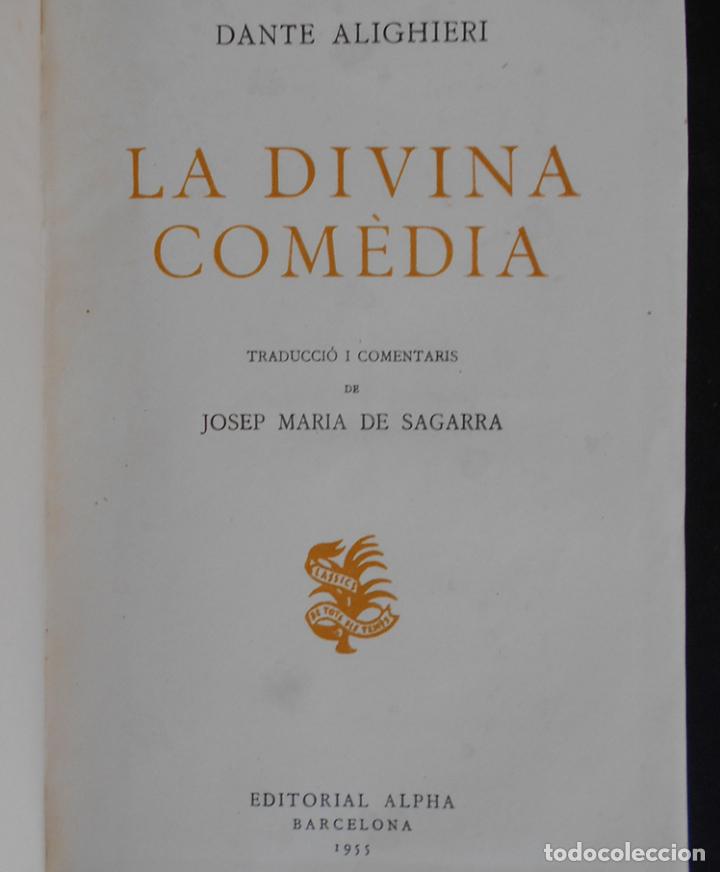 DANTE ALIGHIERI
LA DIVINA
COMÈDIA
TRADUCCIÓ I COMENTARIS
DE
JOSEP MARIA DE SAGARRA
CLÀSSICS
DE TOTS ELS TEMPS
EDITORIAL ALPHA
BARCELONA
1955
todocoleccion.net